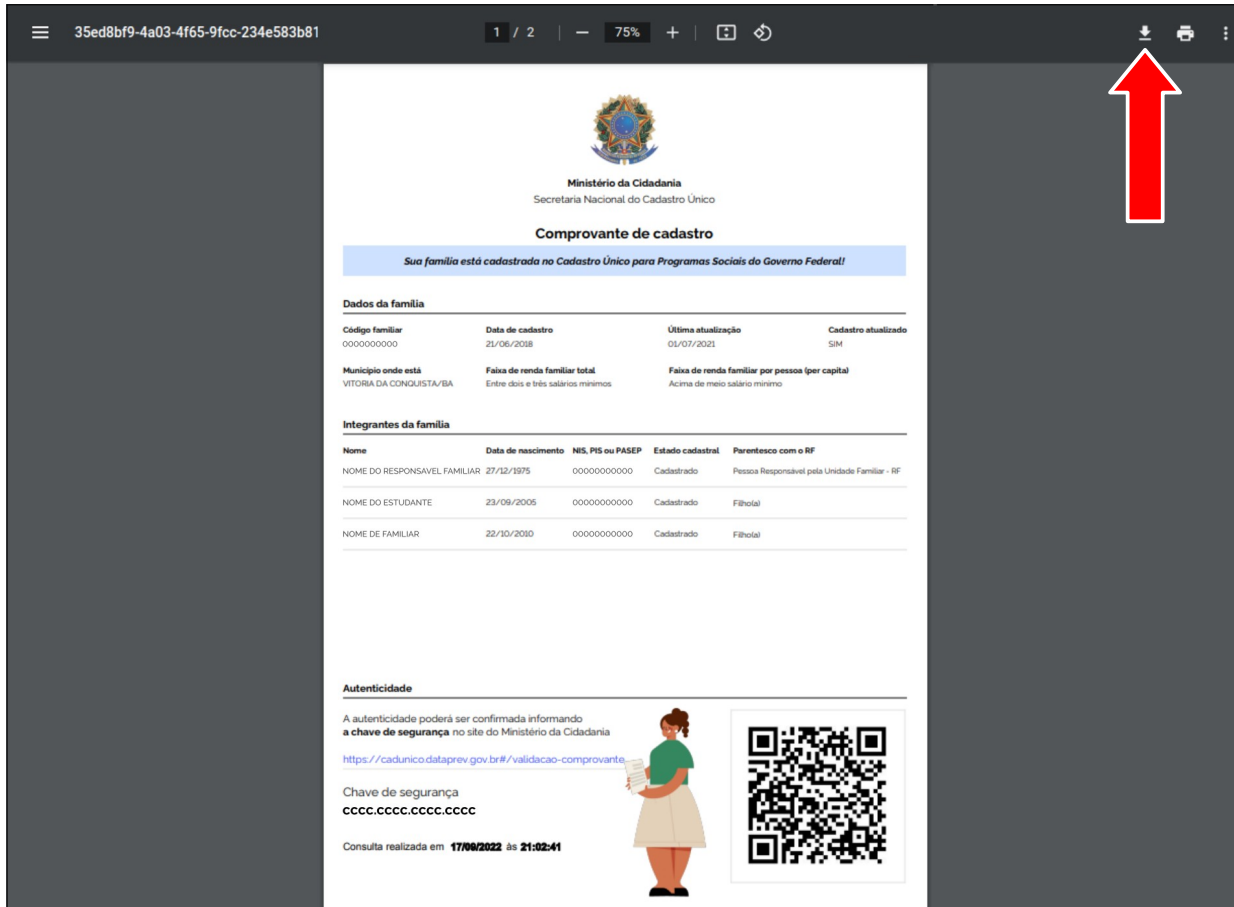 35ed8bf9-4a03-4f65-9fcc-234e583b81
1 / 2
75%
Ministério da Cidadania
Secretaria Nacional do Cadastro Único
Comprovante de cadastro
Sua família está cadastrada no Cadastro Único para Programas Sociais do Governo Federal!
Dados da família
Código familiar Data de cadastro Última atualização Cadastro atualizado
0000000000 21/06/2018 01/07/2021 SIM
Município onde está Faixa de renda familiar total Faixa de renda familiar por pessoa (per capita)
VITORIA DA CONQUISTA/BA Entre dois e três salários mínimos Acima de meio salário mínimo
Integrantes da família
Nome Data de nascimento NIS, PIS ou PASEP Estado cadastral Parentesco com o RF
NOME DO RESPONSAVEL FAMILIAR 27/12/1975 00000000000 Cadastrado Pessoa Responsável pela Unidade Familiar - RF
NOME DO ESTUDANTE 23/09/2005 00000000000 Cadastrado Filho(a)
NOME DE FAMILIAR 22/10/2010 00000000000 Cadastrado Filho(a)
Autenticidade
A autenticidade poderá ser confirmada informando
a chave de segurança no site do Ministério da Cidadania
https://cadunico.dataprev.gov.br#/validacao-comprovante
Chave de segurança
CCCC.CCCC.CCCC.CCCC
Consulta realizada em 17/09/2022 às 21:02:41